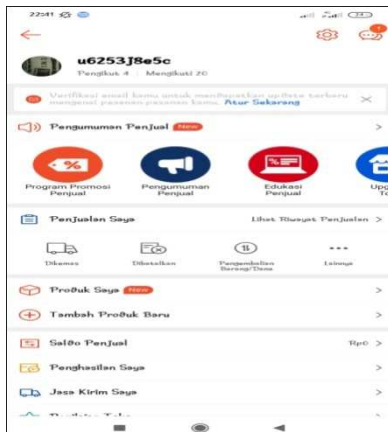 22:41
u6253J8e5c
Pengikut 4 Mengikuti 20
Verifikasi email kamu untuk mendapatkan update terbaru
mengenai pesanan-pesanan kamu. Atur Sekarang
Pengumuman Penjual New
Program Promosi Penjual
Pengumuman Penjual
Edukasi Penjual
Upg
To
Penjualan Saya Lihat Riwayat Penjualan >
Dikemas
Dibatalkan
Pengembalian Barang/Dana
Lainnya
Produk Saya New
Tambah Produk Baru
Saldo Penjual Rp0 >
Penghasilan Saya
Jasa Kirim Saya